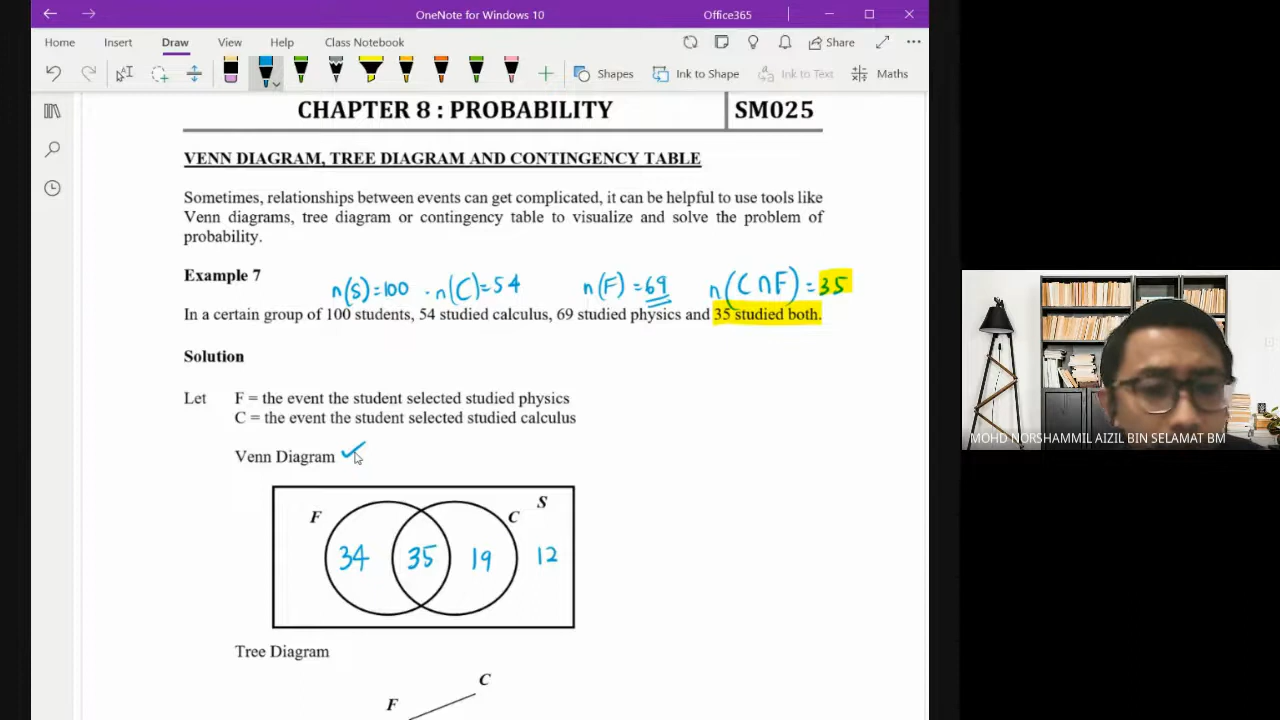 OneNote for Windows 10
Office365
Home Insert Draw View Help Class Notebook
Share
Shapes Ink to Shape Ink to Text Maths
CHAPTER 8 : PROBABILITY SM025
VENN DIAGRAM, TREE DIAGRAM AND CONTINGENCY TABLE
Sometimes, relationships between events can get complicated, it can be helpful to use tools like
Venn diagrams, tree diagram or contingency table to visualize and solve the problem of
probability.
Example 7
n(S)=100 . n(C)=54 n(F)=69 n(C∩F)=35
In a certain group of 100 students, 54 studied calculus, 69 studied physics and 35 studied both.
Solution
Let F = the event the student selected studied physics
C = the event the student selected studied calculus
Venn Diagram
S
F C
34 35 19 12
Tree Diagram
C
F
MOHD NORSHAMMIL AIZIL BIN SELAMAT BM